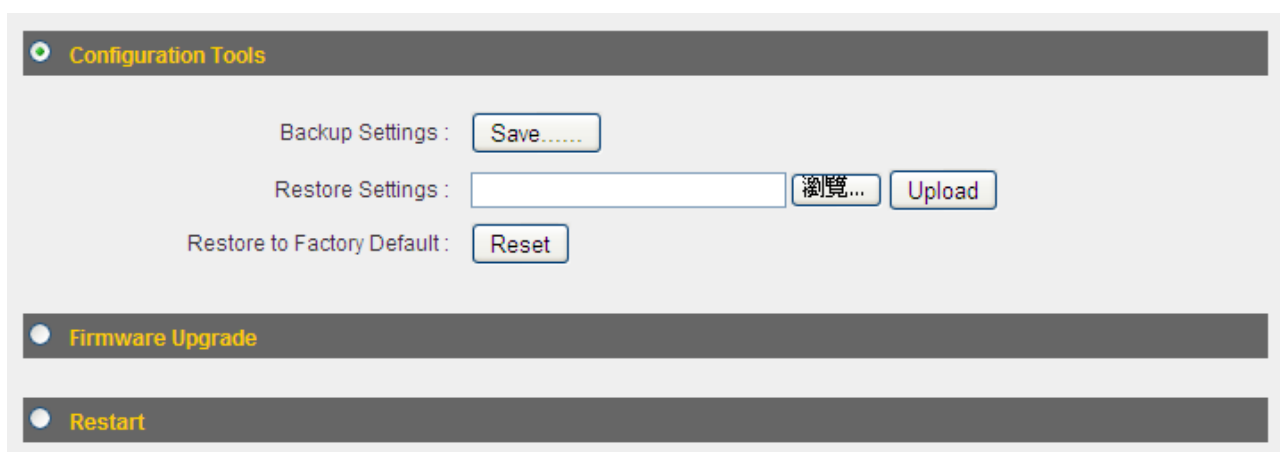 Configuration Tools
Backup Settings : Save......
Restore Settings : 瀏覽... Upload
Restore to Factory Default : Reset
Firmware Upgrade
Restart